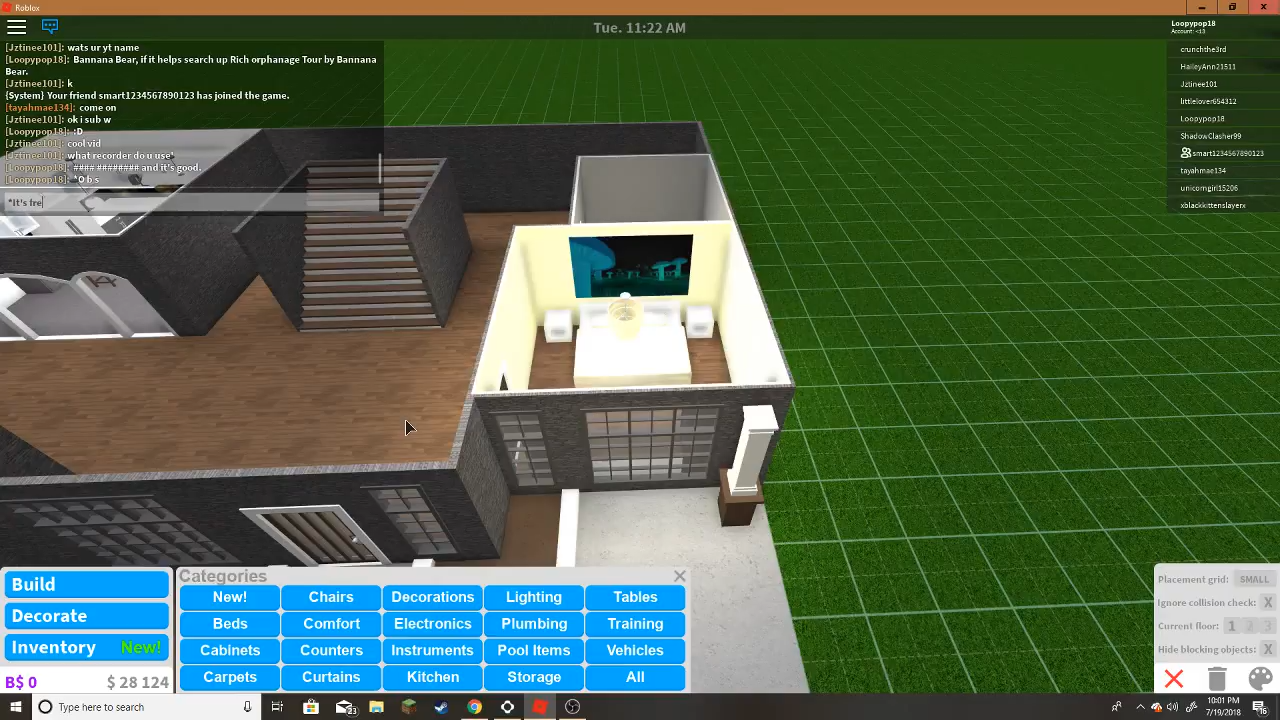 Roblox
Tue. 11:22 AM
Loopypop18
Account: <13
[Jztinee101]: wats ur yt name
[Loopypop18]: Bannana Bear, if it helps search up Rich orphanage Tour by Bannana
Bear.
[Jztinee101]: k
{System} Your friend smart1234567890123 has joined the game.
[tayahmae134]: come on
[Jztinee101]: ok i sub w
[Loopypop18]: :D
[Jztinee101]: cool vid
[Jztinee101]: what recorder do u use'
[Loopypop18]: #### ######## and it's good.
[Loopypop18]: *O b s
*It's fre
crunchthe3rd
HaileyAnn21511
Jztinee101
littlelover654312
Loopypop18
ShadowClasher99
smart1234567890123
tayahmae134
unicorngirl15206
xblackkittenslayerx
Build
Decorate
Inventory New!
B$ 0 $ 28 124
Categories
New! Chairs Decorations Lighting Tables
Beds Comfort Electronics Plumbing Training
Cabinets Counters Instruments Pool Items Vehicles
Carpets Curtains Kitchen Storage All
Placement grid: SMALL
Ignore collision check: X
Current floor: 1 2 3
Hide blocking objects: X
Type here to search
10:01 PM
7/19/2018